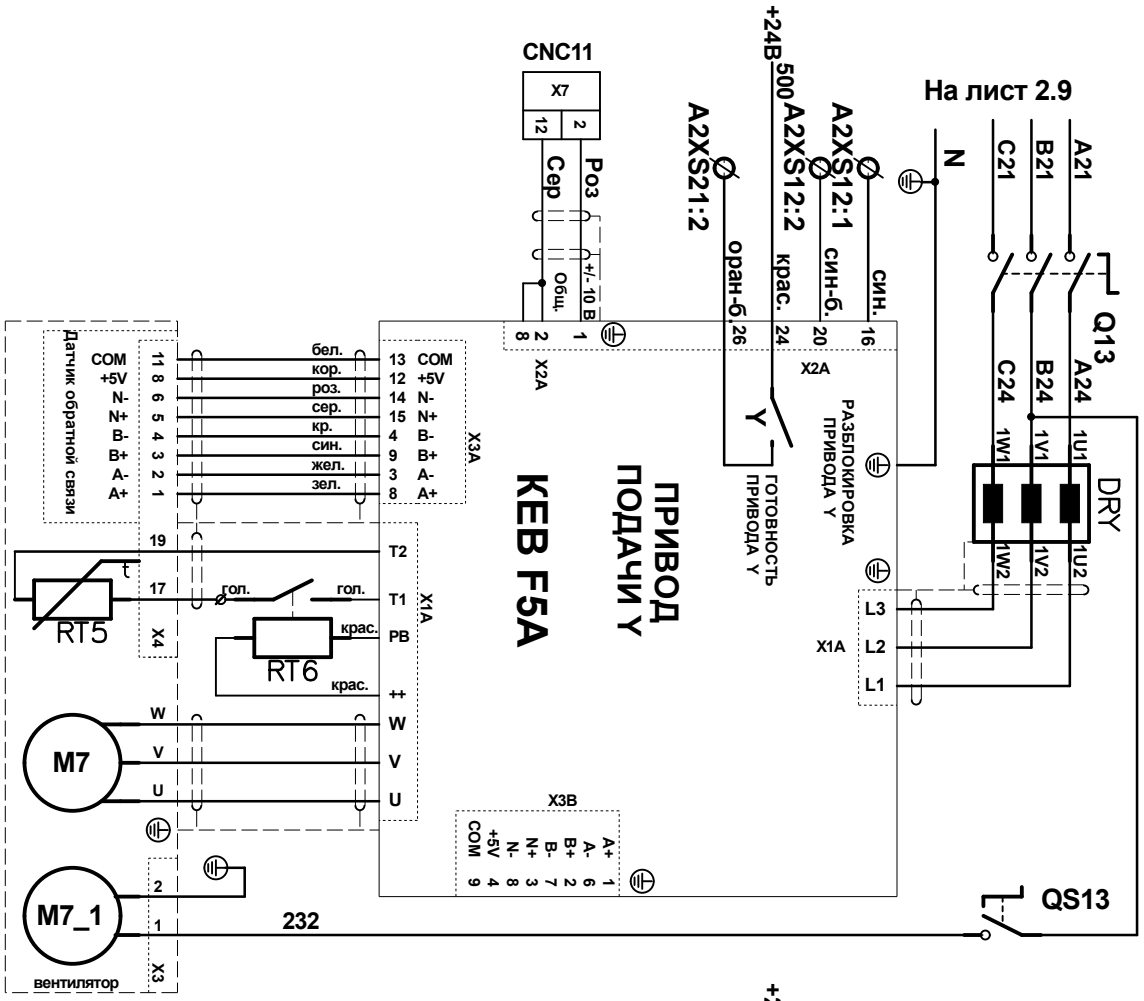 CNC11
X7
12
2
Сер
Роз
+/- 10 В
Общ.
8
2
1
X2A
+24В
500
A2XS21:2
A2XS12:2
A2XS12:1
оран-б.
крас.
син-б.
син.
26
24
20
16
X2A
На лист 2.9
N
C21
B21
A21
Q13
C24
B24
A24
1W1
1V1
1U1
DRY
1W2
1V2
1U2
РАЗБЛОКИРОВКА
ПРИВОДА Y
Y
ГОТОВНОСТЬ
ПРИВОДА Y
ПРИВОД
ПОДАЧИ Y
KEB F5A
X1A
L3
L2
L1
Датчик обратной связи
COM 11 бел. 13 COM
+5V 8 кор. 12 +5V
N- 6 роз. 14 N-
N+ 5 сер. 15 N+
B- 4 кр. 4 B-
B+ 3 син. 9 B+
A- 2 жел. 3 A-
A+ 1 зел. 8 A+
X3A
19
T2
t
17
гол.
гол.
T1
X1A
RT5
X4
крас.
PB
RT6
крас.
++
W
W
M7
V
V
U
U
X3B
COM
+5V
N-
N+
B-
B+
A-
A+
9
4
8
3
7
2
6
1
2
M7_1
1
232
X3
вентилятор
QS13